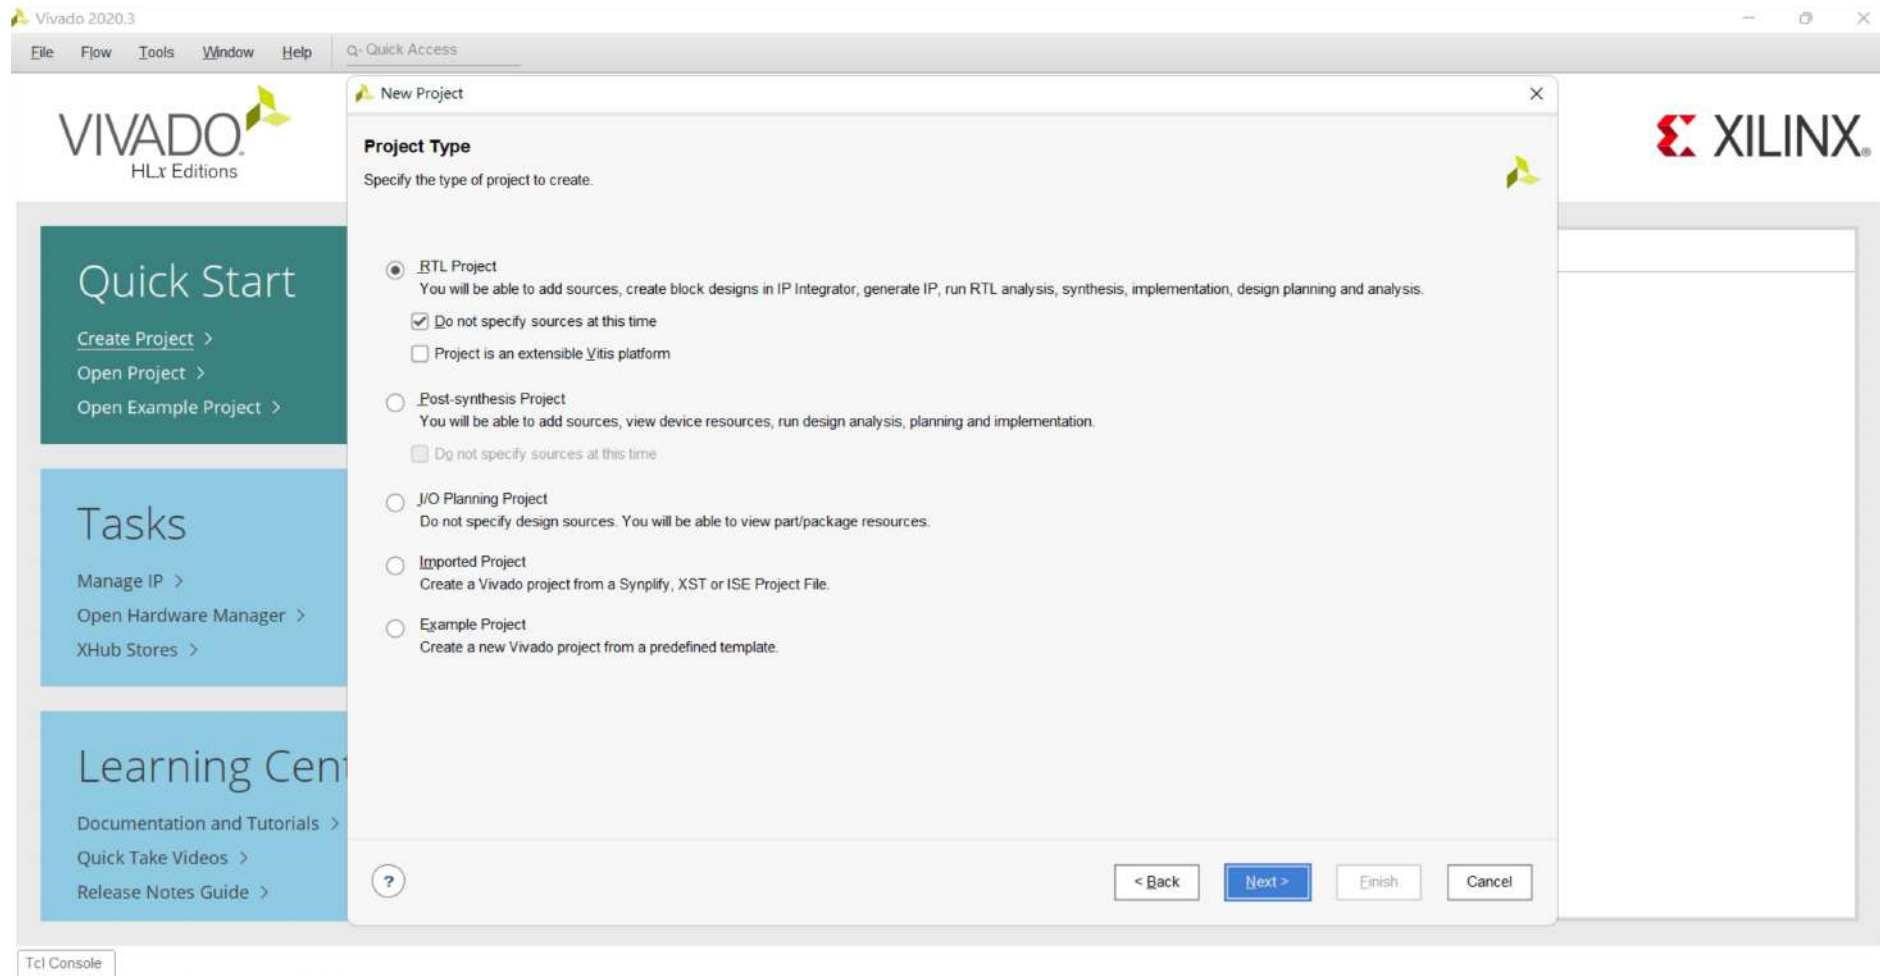 Vivado 2020.3
File Flow Tools Window Help Quick Access
VIVADO.
HLx Editions
XILINX®
New Project
Project Type
Specify the type of project to create.
Quick Start
Create Project >
Open Project >
Open Example Project >
Tasks
Manage IP >
Open Hardware Manager >
XHub Stores >
Learning Cent
Documentation and Tutorials >
Quick Take Videos >
Release Notes Guide >
RTL Project
You will be able to add sources, create block designs in IP Integrator, generate IP, run RTL analysis, synthesis, implementation, design planning and analysis.
Do not specify sources at this time
Project is an extensible Vitis platform
Post-synthesis Project
You will be able to add sources, view device resources, run design analysis, planning and implementation.
Do not specify sources at this time
I/O Planning Project
Do not specify design sources. You will be able to view part/package resources.
Imported Project
Create a Vivado project from a Synplify, XST or ISE Project File.
Example Project
Create a new Vivado project from a predefined template.
? < Back Next > Finish Cancel
Tcl Console